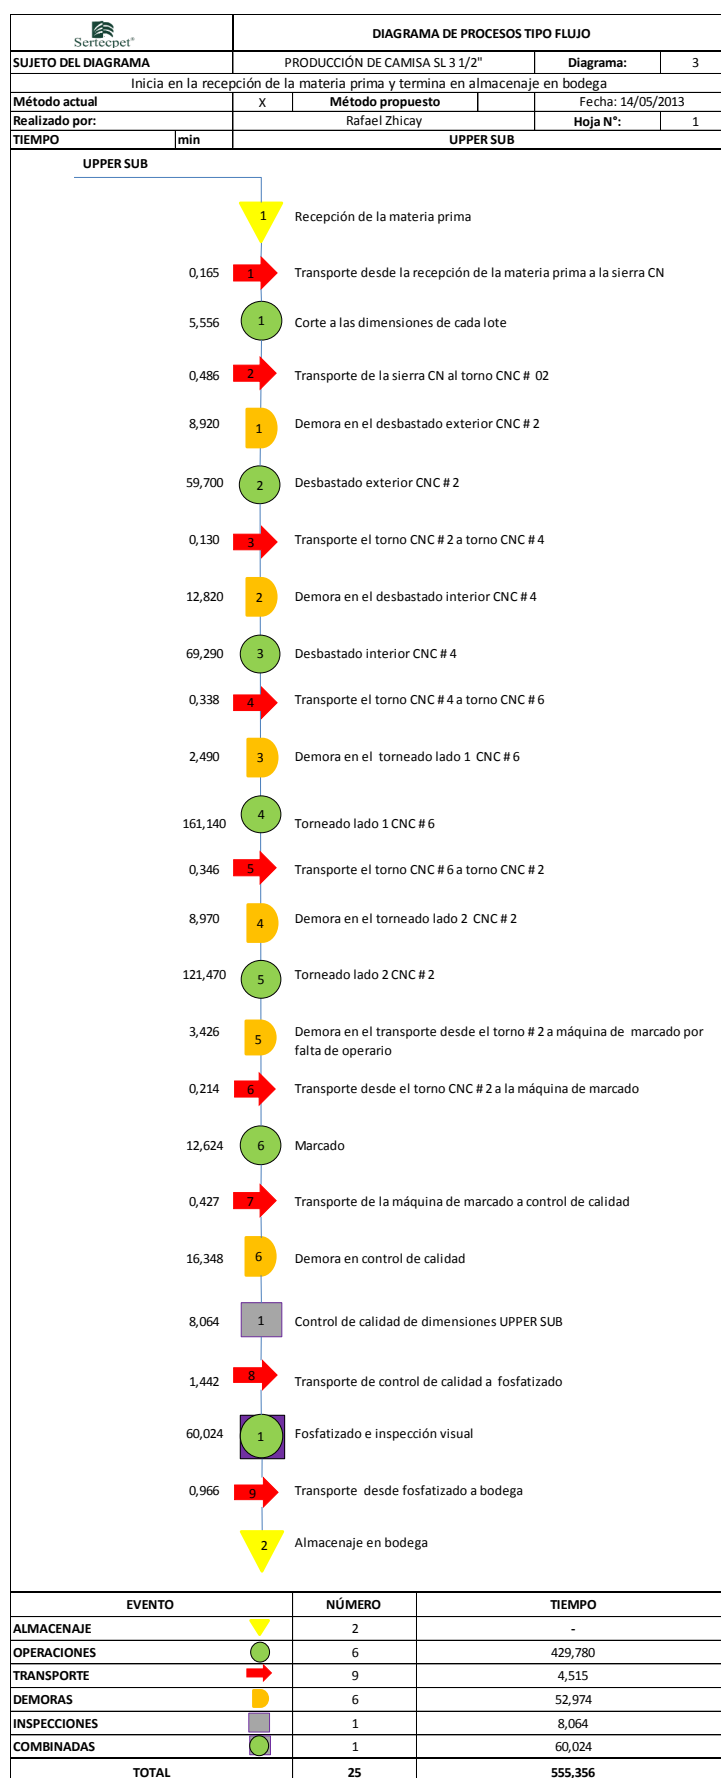 Sertecpet®
DIAGRAMA DE PROCESOS TIPO FLUJO
SUJETO DEL DIAGRAMA PRODUCCIÓN DE CAMISA SL 3 1/2" Diagrama: 3
Inicia en la recepción de la materia prima y termina en almacenaje en bodega
Método actual X Método propuesto Fecha: 14/05/2013
Realizado por: Rafael Zhicay Hoja N°: 1
TIEMPO min UPPER SUB
UPPER SUB
1 Recepción de la materia prima
0,165 1 Transporte desde la recepción de la materia prima a la sierra CN
5,556 1 Corte a las dimensiones de cada lote
0,486 2 Transporte de la sierra CN al torno CNC # 02
8,920 1 Demora en el desbastado exterior CNC # 2
59,700 2 Desbastado exterior CNC # 2
0,130 3 Transporte el torno CNC # 2 a torno CNC # 4
12,820 2 Demora en el desbastado interior CNC # 4
69,290 3 Desbastado interior CNC # 4
0,338 4 Transporte el torno CNC # 4 a torno CNC # 6
2,490 3 Demora en el torneado lado 1 CNC # 6
161,140 4 Torneado lado 1 CNC # 6
0,346 5 Transporte el torno CNC # 6 a torno CNC # 2
8,970 4 Demora en el torneado lado 2 CNC # 2
121,470 5 Torneado lado 2 CNC # 2
3,426 5 Demora en el transporte desde el torno # 2 a máquina de marcado por
falta de operario
0,214 6 Transporte desde el torno CNC # 2 a la máquina de marcado
12,624 6 Marcado
0,427 7 Transporte de la máquina de marcado a control de calidad
16,348 6 Demora en control de calidad
8,064 1 Control de calidad de dimensiones UPPER SUB
1,442 8 Transporte de control de calidad a fosfatizado
60,024 1 Fosfatizado e inspección visual
0,966 9 Transporte desde fosfatizado a bodega
2 Almacenaje en bodega
EVENTO NÚMERO TIEMPO
ALMACENAJE 2 -
OPERACIONES 6 429,780
TRANSPORTE 9 4,515
DEMORAS 6 52,974
INSPECCIONES 1 8,064
COMBINADAS 1 60,024
TOTAL 25 555,356